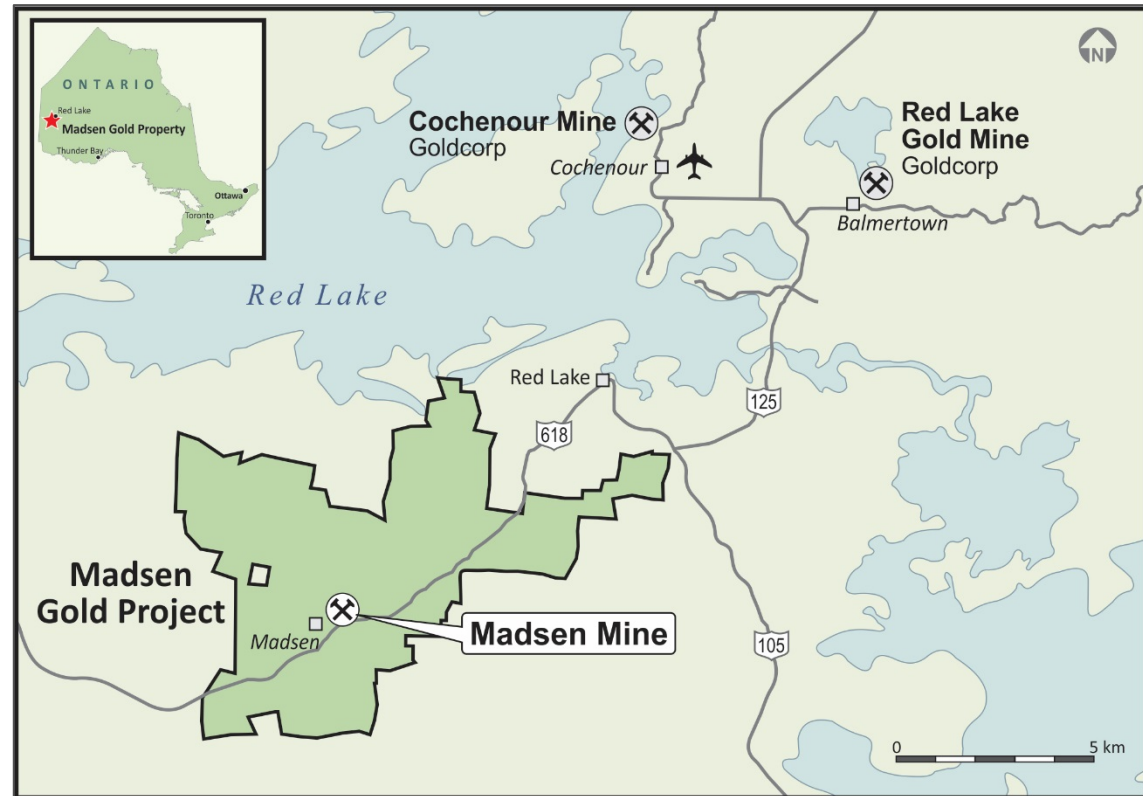 ONTARIO
Red Lake
Madsen Gold Property
Thunder Bay
Ottawa
Toronto
N
Cochenour Mine
Goldcorp
Cochenour
Red Lake
Gold Mine
Goldcorp
Balmertown
Red Lake
Red Lake
618
125
Madsen
Gold Project
Madsen
Madsen Mine
105
0 5 km